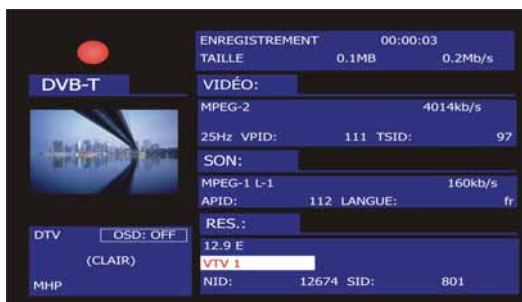 ENREGISTREMENT 00:00:03
TAILLE 0.1MB 0.2Mb/s
DVB-T
VIDÉO:
MPEG-2 4014kb/s
25Hz VPID: 111 TSID: 97
SON:
MPEG-1 L-1 160kb/s
APID: 112 LANGUE: fr
RES.:
DTV OSD: OFF
(CLAIR)
MHP
12.9 E
VTV 1
NID: 12674 SID: 801